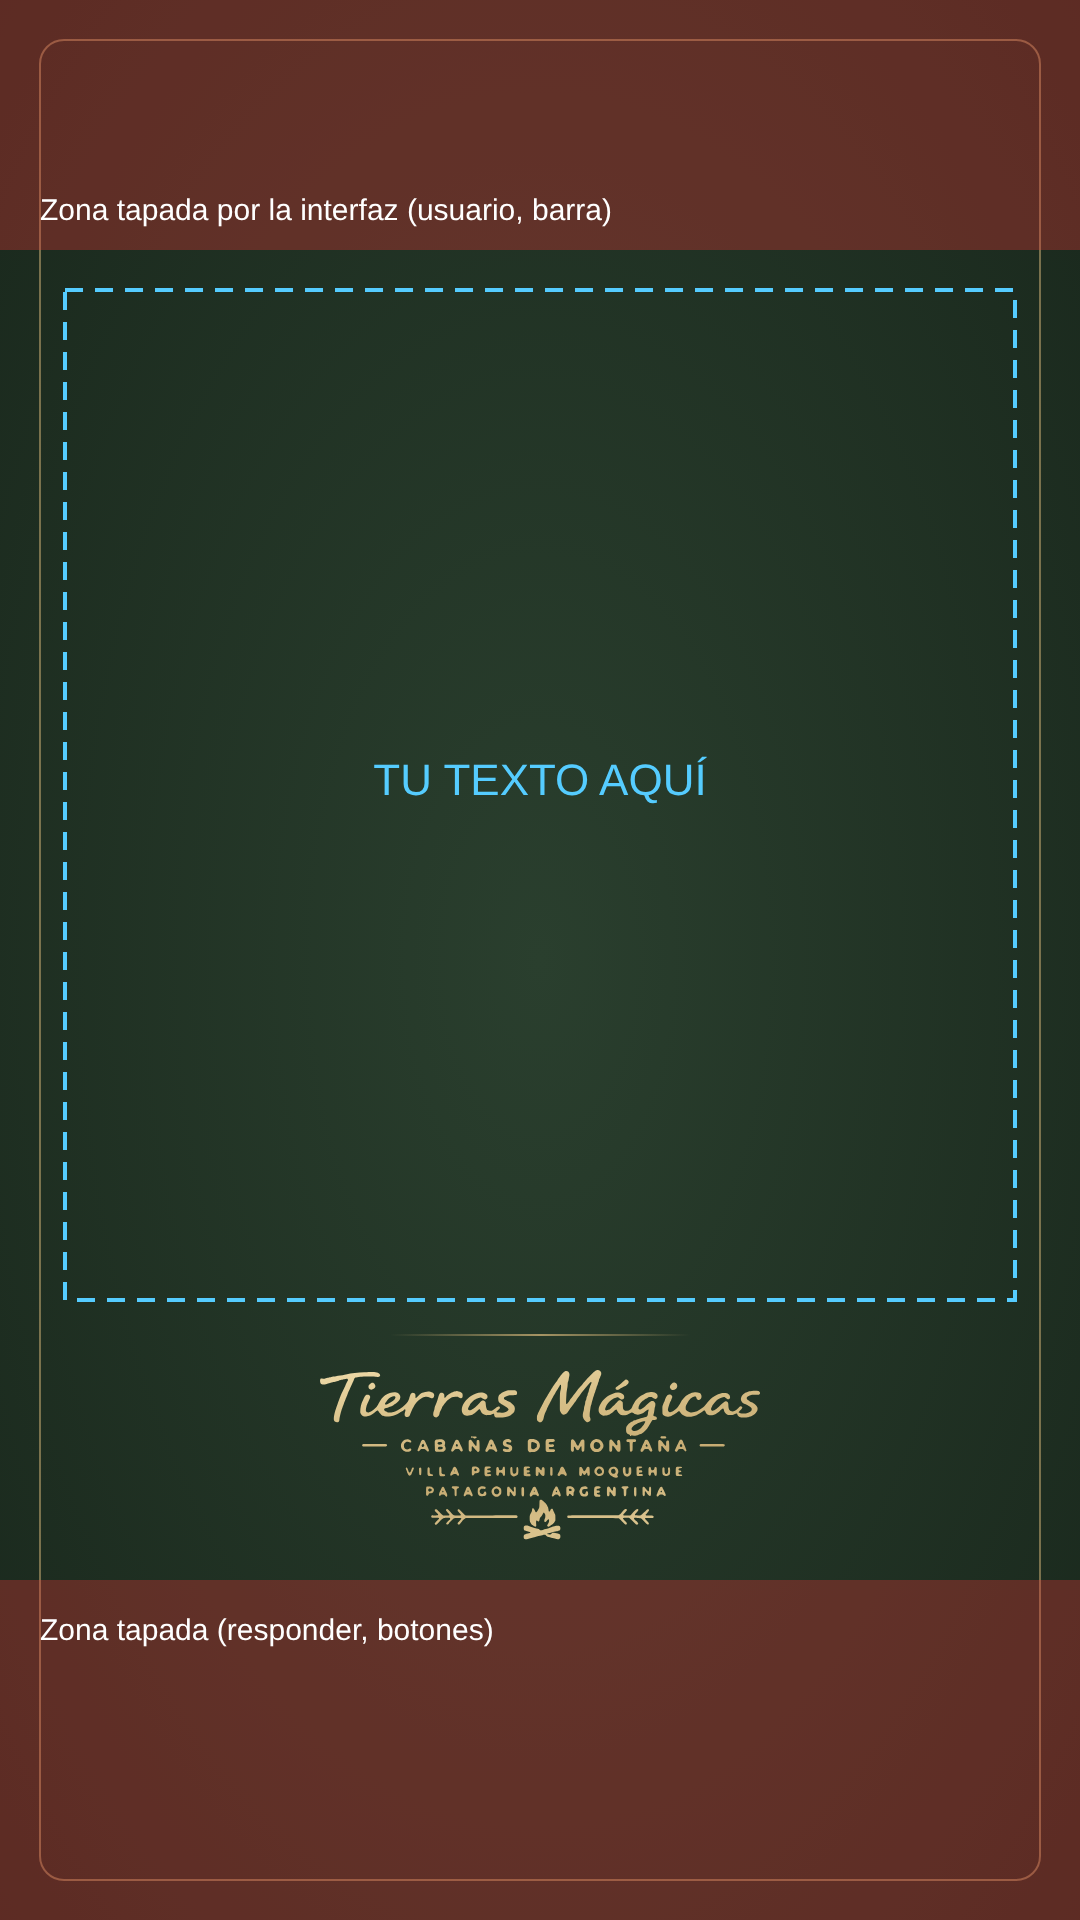 Zona tapada por la interfaz (usuario, barra)
TU TEXTO AQUÍ
Tierras Mágicas
CABAÑAS DE MONTAÑA
VILLA PEHUENIA MOQUEHUE
PATAGONIA ARGENTINA
Zona tapada (responder, botones)